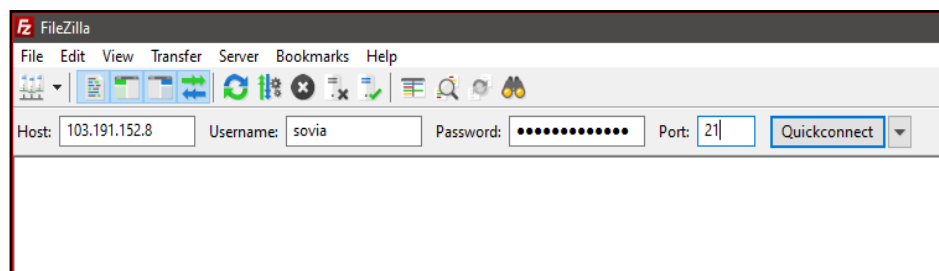 FileZilla
File Edit View Transfer Server Bookmarks Help
Host: 103.191.152.8 Username: sovia Password: ●●●●●●●●●●●●● Port: 21 Quickconnect